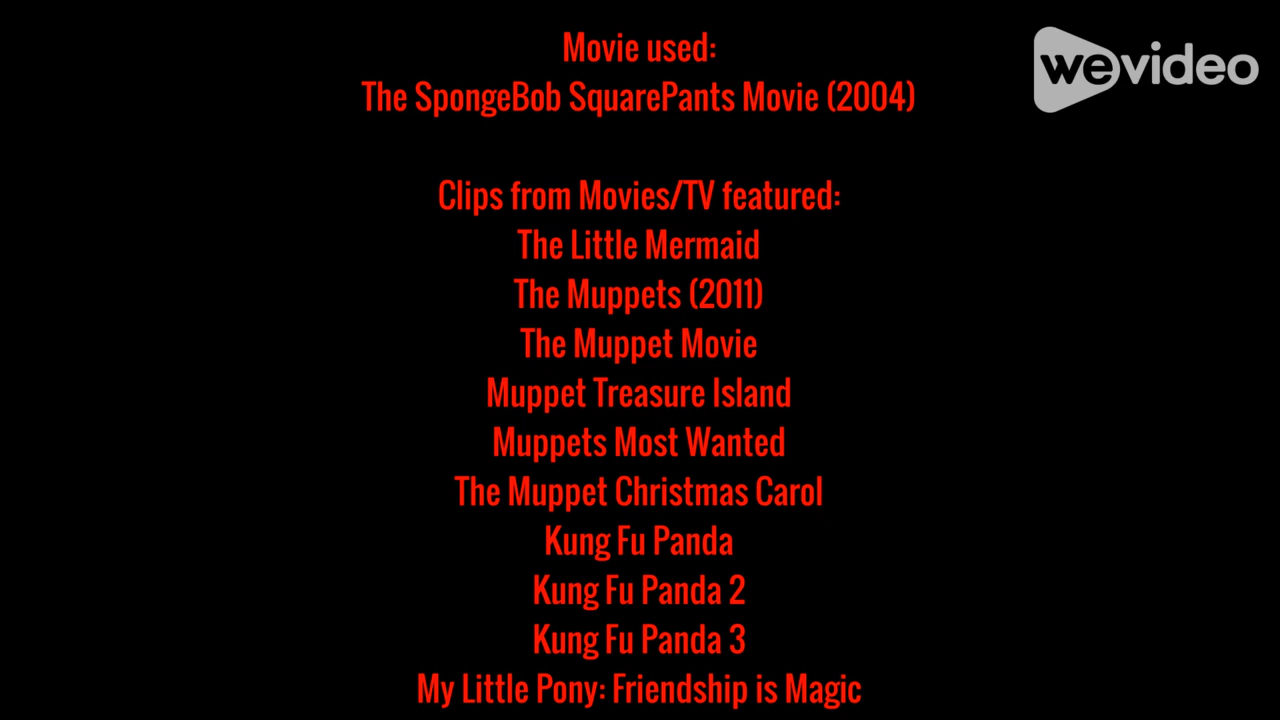 Movie used:
The SpongeBob SquarePants Movie (2004)
wevideo
Clips from Movies/TV featured:
The Little Mermaid
The Muppets (2011)
The Muppet Movie
Muppet Treasure Island
Muppets Most Wanted
The Muppet Christmas Carol
Kung Fu Panda
Kung Fu Panda 2
Kung Fu Panda 3
My Little Pony: Friendship is Magic